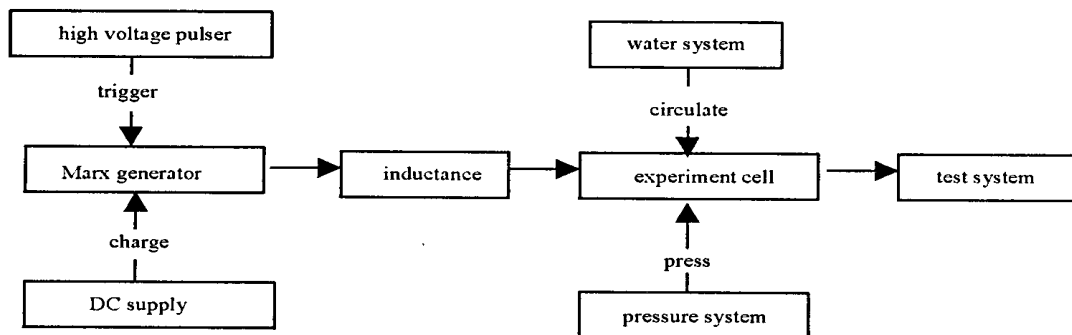 high voltage pulser
water system
trigger
circulate
Marx generator
inductance
experiment cell
test system
charge
press
DC supply
pressure system